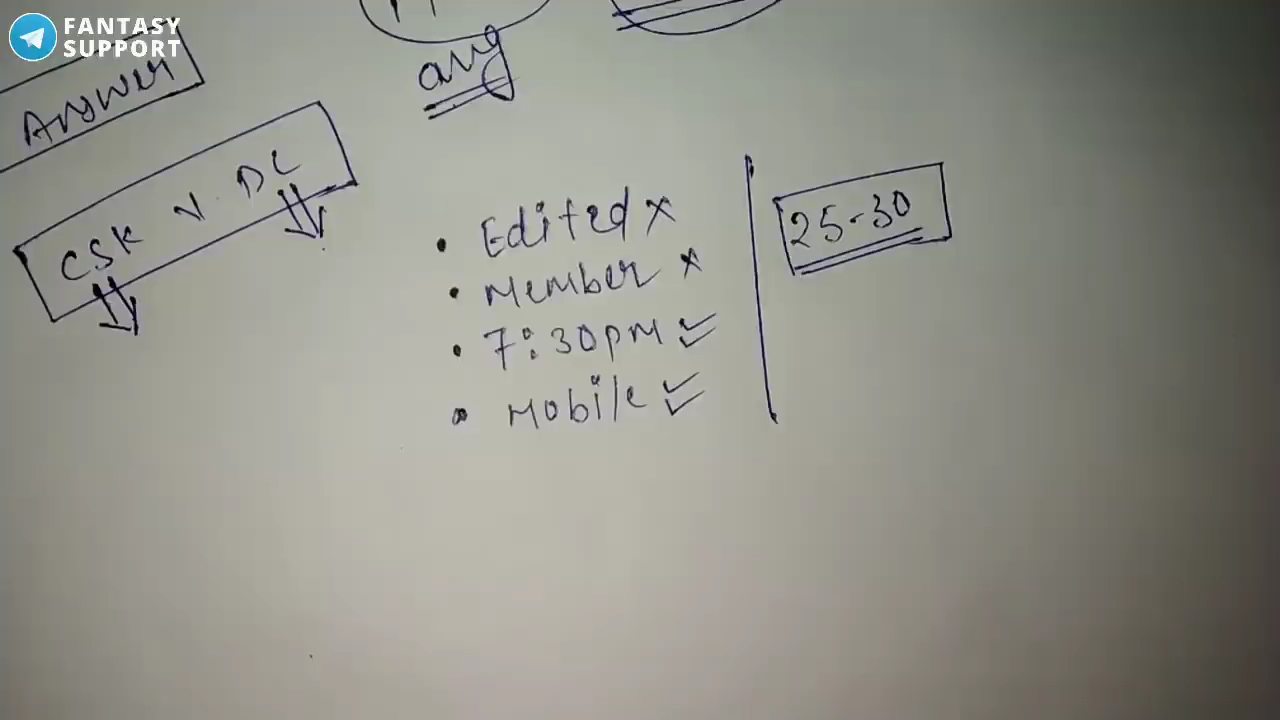 FANTASY
SUPPORT
Answer
avg
CSK V DC
• Edited ×
• Member ×
• 7:30pm ✓
• Mobile ✓
25-30